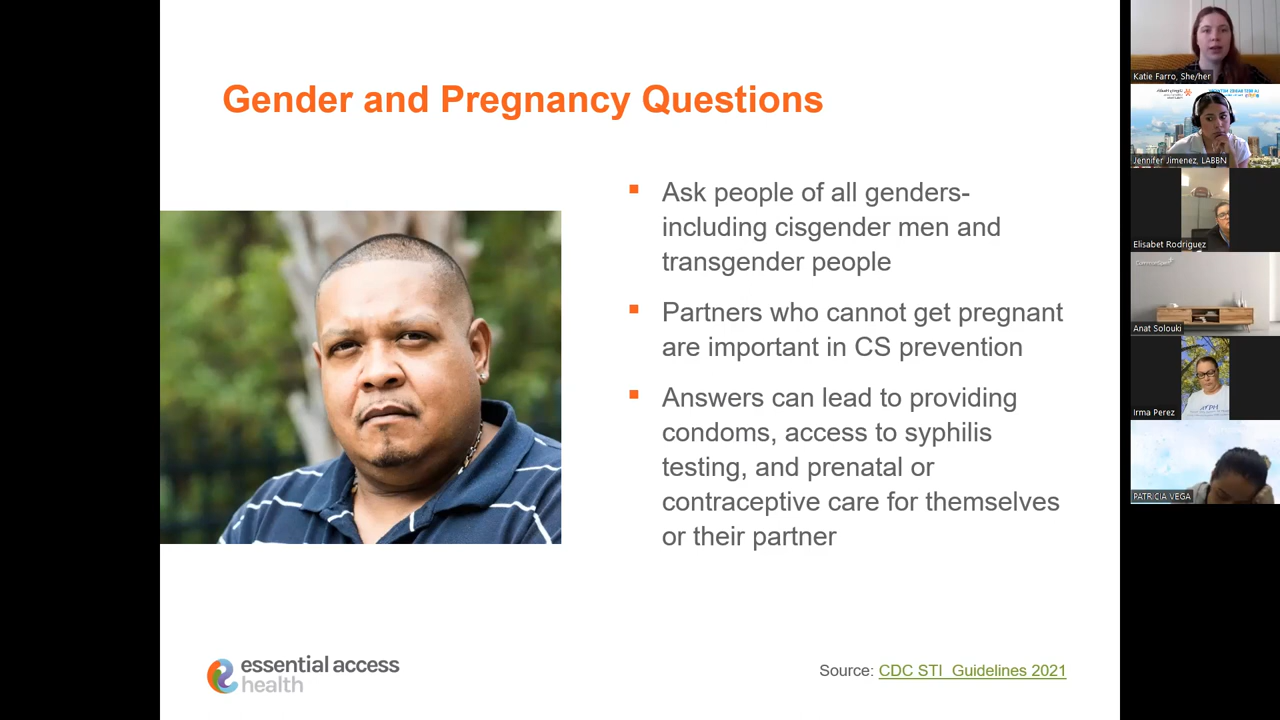 Gender and Pregnancy Questions
Ask people of all genders-
including cisgender men and
transgender people
Partners who cannot get pregnant
are important in CS prevention
Answers can lead to providing
condoms, access to syphilis
testing, and prenatal or
contraceptive care for themselves
or their partner
essential access
health
Source: CDC STI Guidelines 2021
Katie Farro, She/her
Jennifer Jimenez, LABBN
Elisabet Rodriguez
Anat Solouki
Irma Perez
PATRICIA VEGA